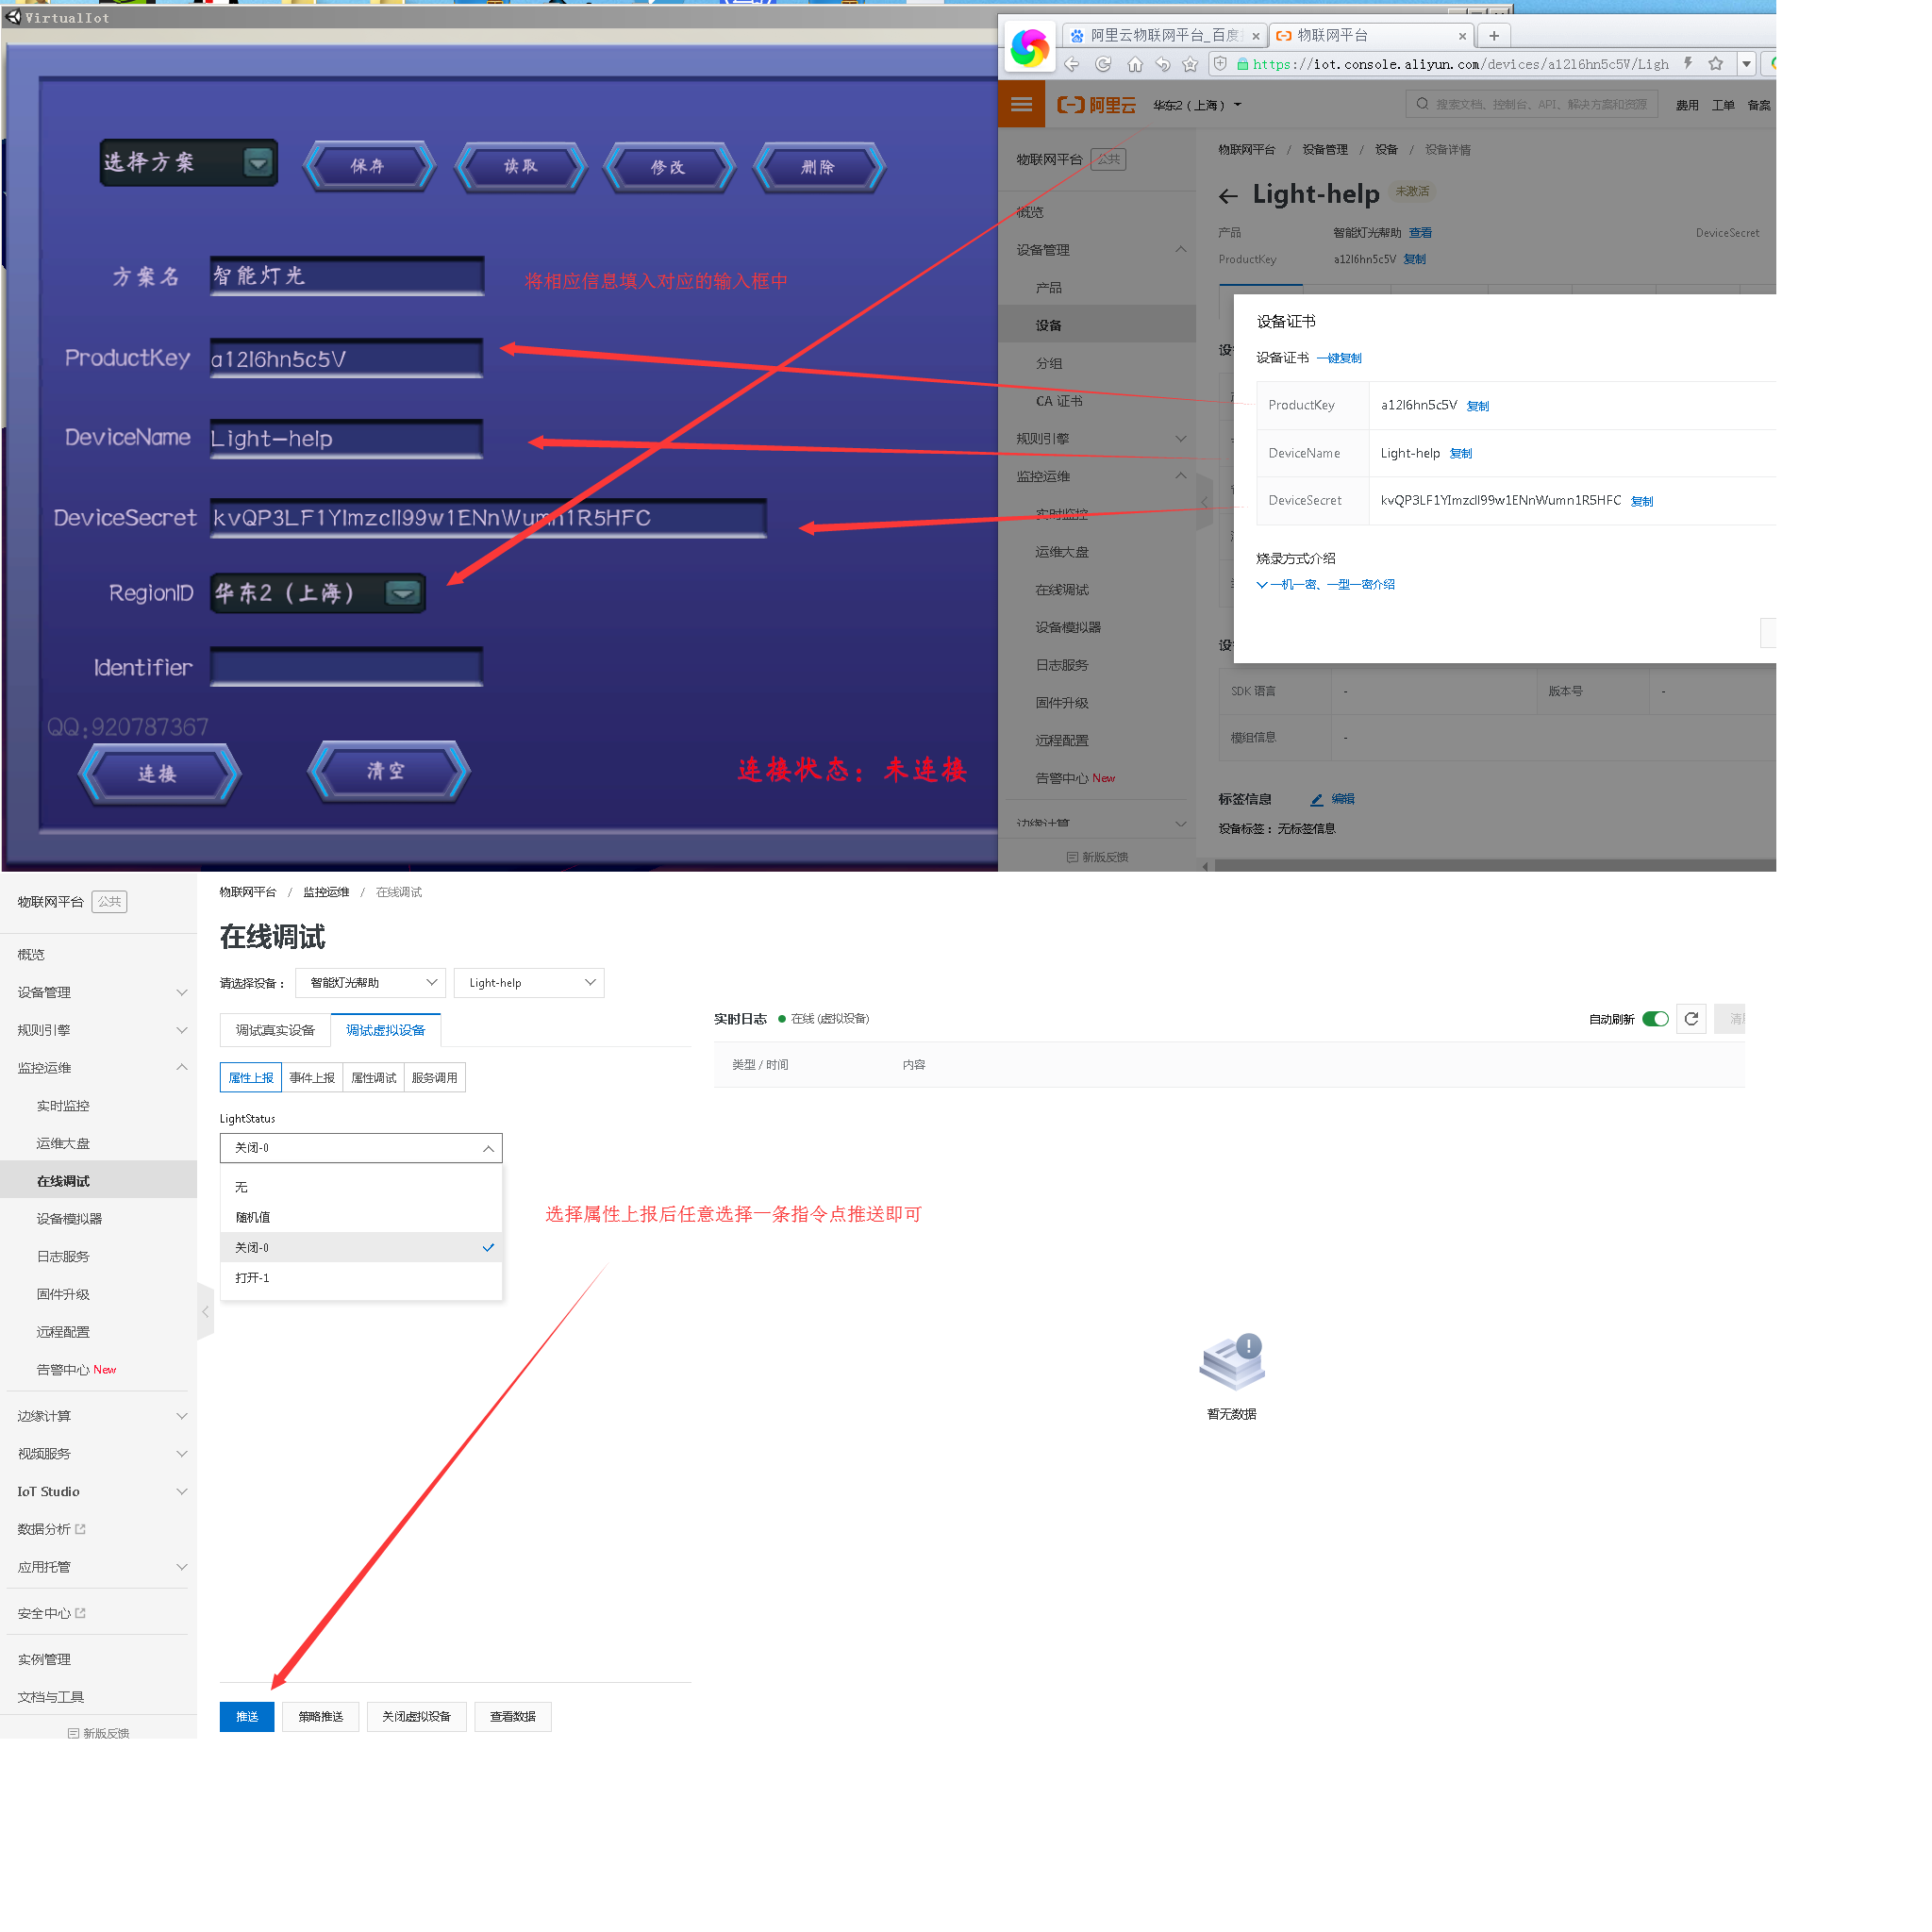 VirtualIot
选择方案
保存
读取
修改
删除
方案名
智能灯光
将相应信息填入对应的输入框中
ProductKey
a12l6hn5c5V
DeviceName
Light-help
DeviceSecret
kvQP3LF1YImzcII99w1ENnWumn1R5HFC
RegionID
华东2（上海）
Identifier
QQ:920787367
连接
清空
连接状态：未连接
阿里云物联网平台_百度
物联网平台
https://iot.console.aliyun.com/devices/a12l6hn5c5V/Ligh
阿里云
华东2（上海）
搜索文档、控制台、API、解决方案和资源
费用
工单
备案
物联网平台
公共
概览
设备管理
产品
设备
分组
CA 证书
规则引擎
监控运维
实时监控
运维大盘
在线调试
设备模拟器
日志服务
固件升级
远程配置
告警中心 New
边缘计算
新版反馈
物联网平台 / 设备管理 / 设备 / 设备详情
Light-help
未激活
产品
智能灯光帮助 查看
DeviceSecret
ProductKey
a12l6hn5c5V 复制
设备证书
设备证书 一键复制
ProductKey
a12l6hn5c5V 复制
DeviceName
Light-help 复制
DeviceSecret
kvQP3LF1YImzcII99w1ENnWumn1R5HFC 复制
烧录方式介绍
一机一密、一型一密介绍
SDK 语言
-
版本号
-
模组信息
-
标签信息
编辑
设备标签：无标签信息
物联网平台
公共
概览
设备管理
规则引擎
监控运维
实时监控
运维大盘
在线调试
设备模拟器
日志服务
固件升级
远程配置
告警中心 New
边缘计算
视频服务
IoT Studio
数据分析
应用托管
安全中心
实例管理
文档与工具
新版反馈
物联网平台 / 监控运维 / 在线调试
在线调试
请选择设备：
智能灯光帮助
Light-help
调试真实设备
调试虚拟设备
属性上报
事件上报
属性调试
服务调用
LightStatus
关闭-0
无
随机值
关闭-0
打开-1
选择属性上报后任意选择一条指令点推送即可
推送
策略推送
关闭虚拟设备
查看数据
实时日志
在线 (虚拟设备)
自动刷新
类型 / 时间
内容
暂无数据